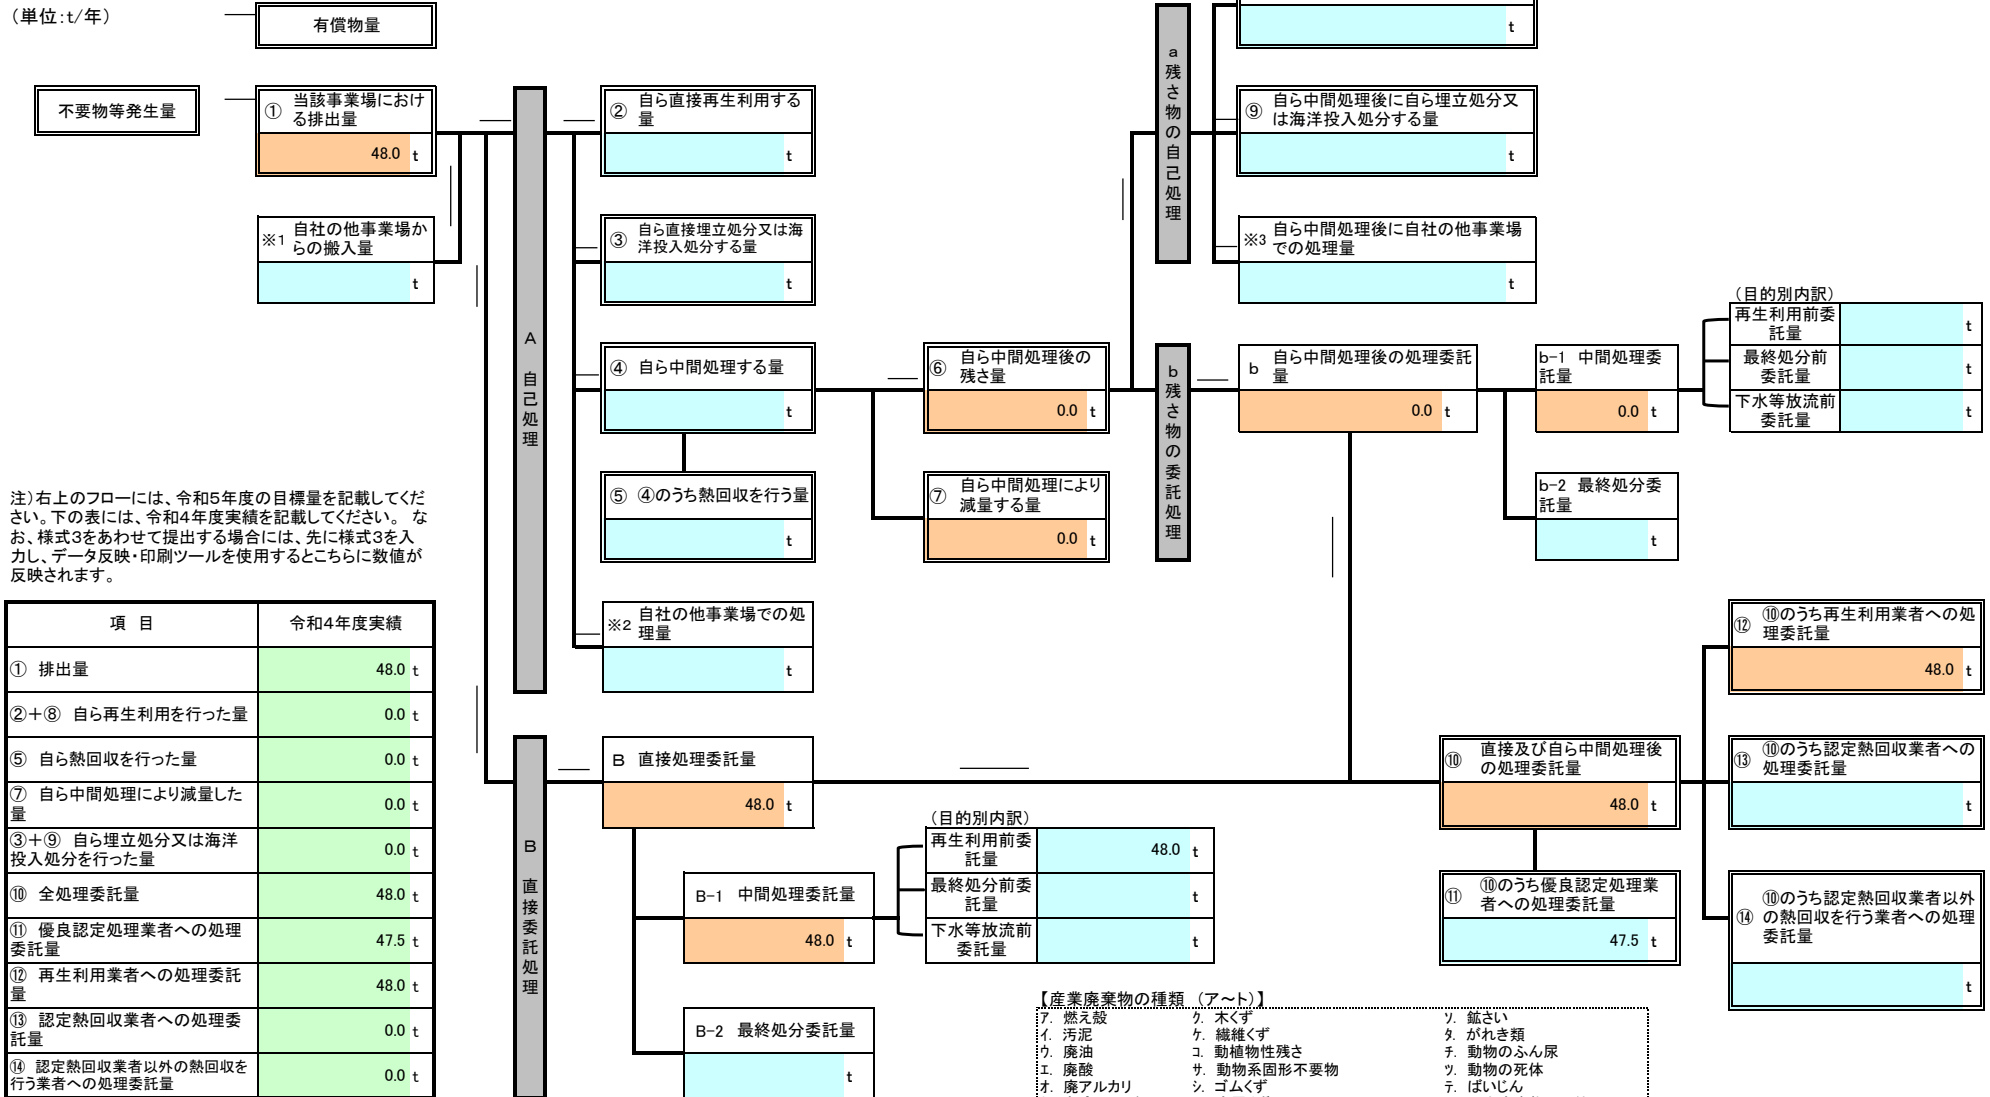 (単位:t/年)
有償物量
t
不要物等発生量
① 当該事業場におけ
る排出量
48.0 t
※1 自社の他事業場か
らの搬入量
t
A 自己処理
② 自ら直接再生利用する
量
t
③ 自ら直接埋立処分又は海
洋投入処分する量
t
④ 自ら中間処理する量
t
⑤ ④のうち熱回収を行う量
t
※2 自社の他事業場での処
理量
t
⑥ 自ら中間処理後の
残さ量
0.0 t
⑦ 自ら中間処理により
減量する量
0.0 t
a 残さ物の自己処理
⑨ 自ら中間処理後に自ら埋立処分又
は海洋投入処分する量
t
※3 自ら中間処理後に自社の他事業場
での処理量
t
b 残さ物の委託処理
b 自ら中間処理後の処理委託
量
0.0 t
b-1 中間処理委
託量
0.0 t
b-2 最終処分委
託量
t
(目的別内訳)
再生利用前委
託量
t
最終処分前
委託量
t
下水等放流前
委託量
t
注)右上のフローには、令和5年度の目標量を記載してくだ
さい。下の表には、令和4年度実績を記載してください。 な
お、様式3をあわせて提出する場合には、先に様式3を入
力し、データ反映・印刷ツールを使用するとこちらに数値が
反映されます。
項 目 令和4年度実績
① 排出量 48.0 t
②+⑧ 自ら再生利用を行った量 0.0 t
⑤ 自ら熱回収を行った量 0.0 t
⑦ 自ら中間処理により減量した
量 0.0 t
③+⑨ 自ら埋立処分又は海洋
投入処分を行った量 0.0 t
⑩ 全処理委託量 48.0 t
⑪ 優良認定処理業者への処理
委託量 47.5 t
⑫ 再生利用業者への処理委託
量 48.0 t
⑬ 認定熱回収業者への処理委
託量 0.0 t
⑭ 認定熱回収業者以外の熱回収を
行う業者への処理委託量 0.0 t
B 直接委託処理
B 直接処理委託量
48.0 t
B-1 中間処理委託量
48.0 t
B-2 最終処分委託量
t
(目的別内訳)
再生利用前委
託量
48.0 t
最終処分前委
託量
t
下水等放流前
委託量
t
⑩ 直接及び自ら中間処理後
の処理委託量
48.0 t
⑪ ⑩のうち優良認定処理業
者への処理委託量
47.5 t
⑫ ⑩のうち再生利用業者への処
理委託量
48.0 t
⑬ ⑩のうち認定熱回収業者への
処理委託量
t
⑭ ⑩のうち認定熱回収業者以外
の熱回収を行う業者への処理
委託量
t
【産業廃棄物の種類 (ア~ト)】
ア. 燃え殻 ク. 木くず ソ. 鉱さい
イ. 汚泥 ケ. 繊維くず タ. がれき類
ウ. 廃油 コ. 動植物性残さ チ. 動物のふん尿
エ. 廃酸 サ. 動物系固形不要物 ツ. 動物の死体
オ. 廃アルカリ シ. ゴムくず テ. ばいじん